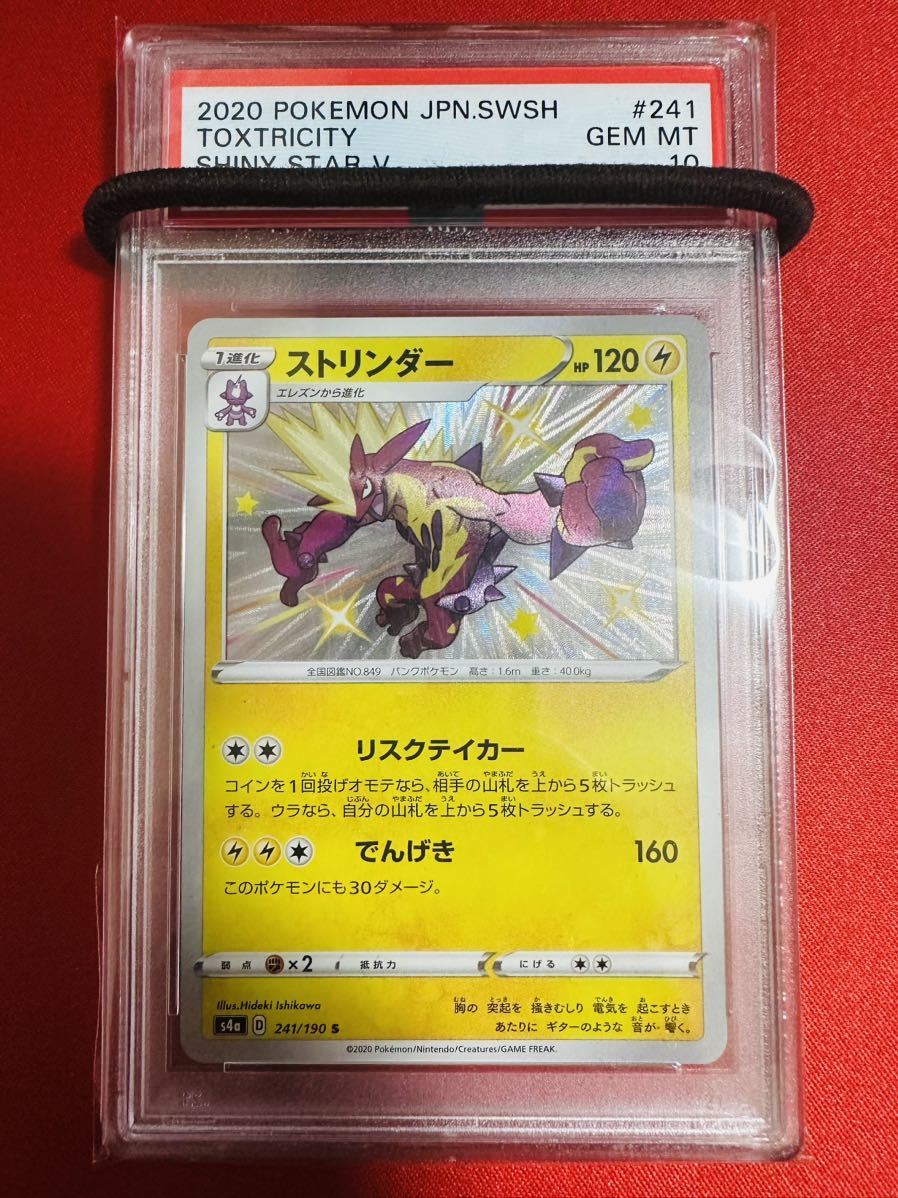 2020 POKEMON JPN.SWSH #241
TOXTRICITY GEM MT
SHINY STAR V 10
1進化 ストリンダー HP 120
エレズンから進化
全国図鑑NO.849 パンクポケモン 高さ：1.6m 重さ：40.0kg
リスクテイカー
コインを1回投げオモテなら、相手の山札を上から5枚トラッシュ
する。ウラなら、自分の山札を上から5枚トラッシュする。
でんげき 160
このポケモンにも30ダメージ。
弱点 ×2 抵抗力 にげる
Illus.Hideki Ishikawa
胸の 突起を 掻きむしり 電気を 起こすとき
あたりに ギターのような 音が 響く。
s4a D 241/190 S
©2020 Pokémon/Nintendo/Creatures/GAME FREAK.